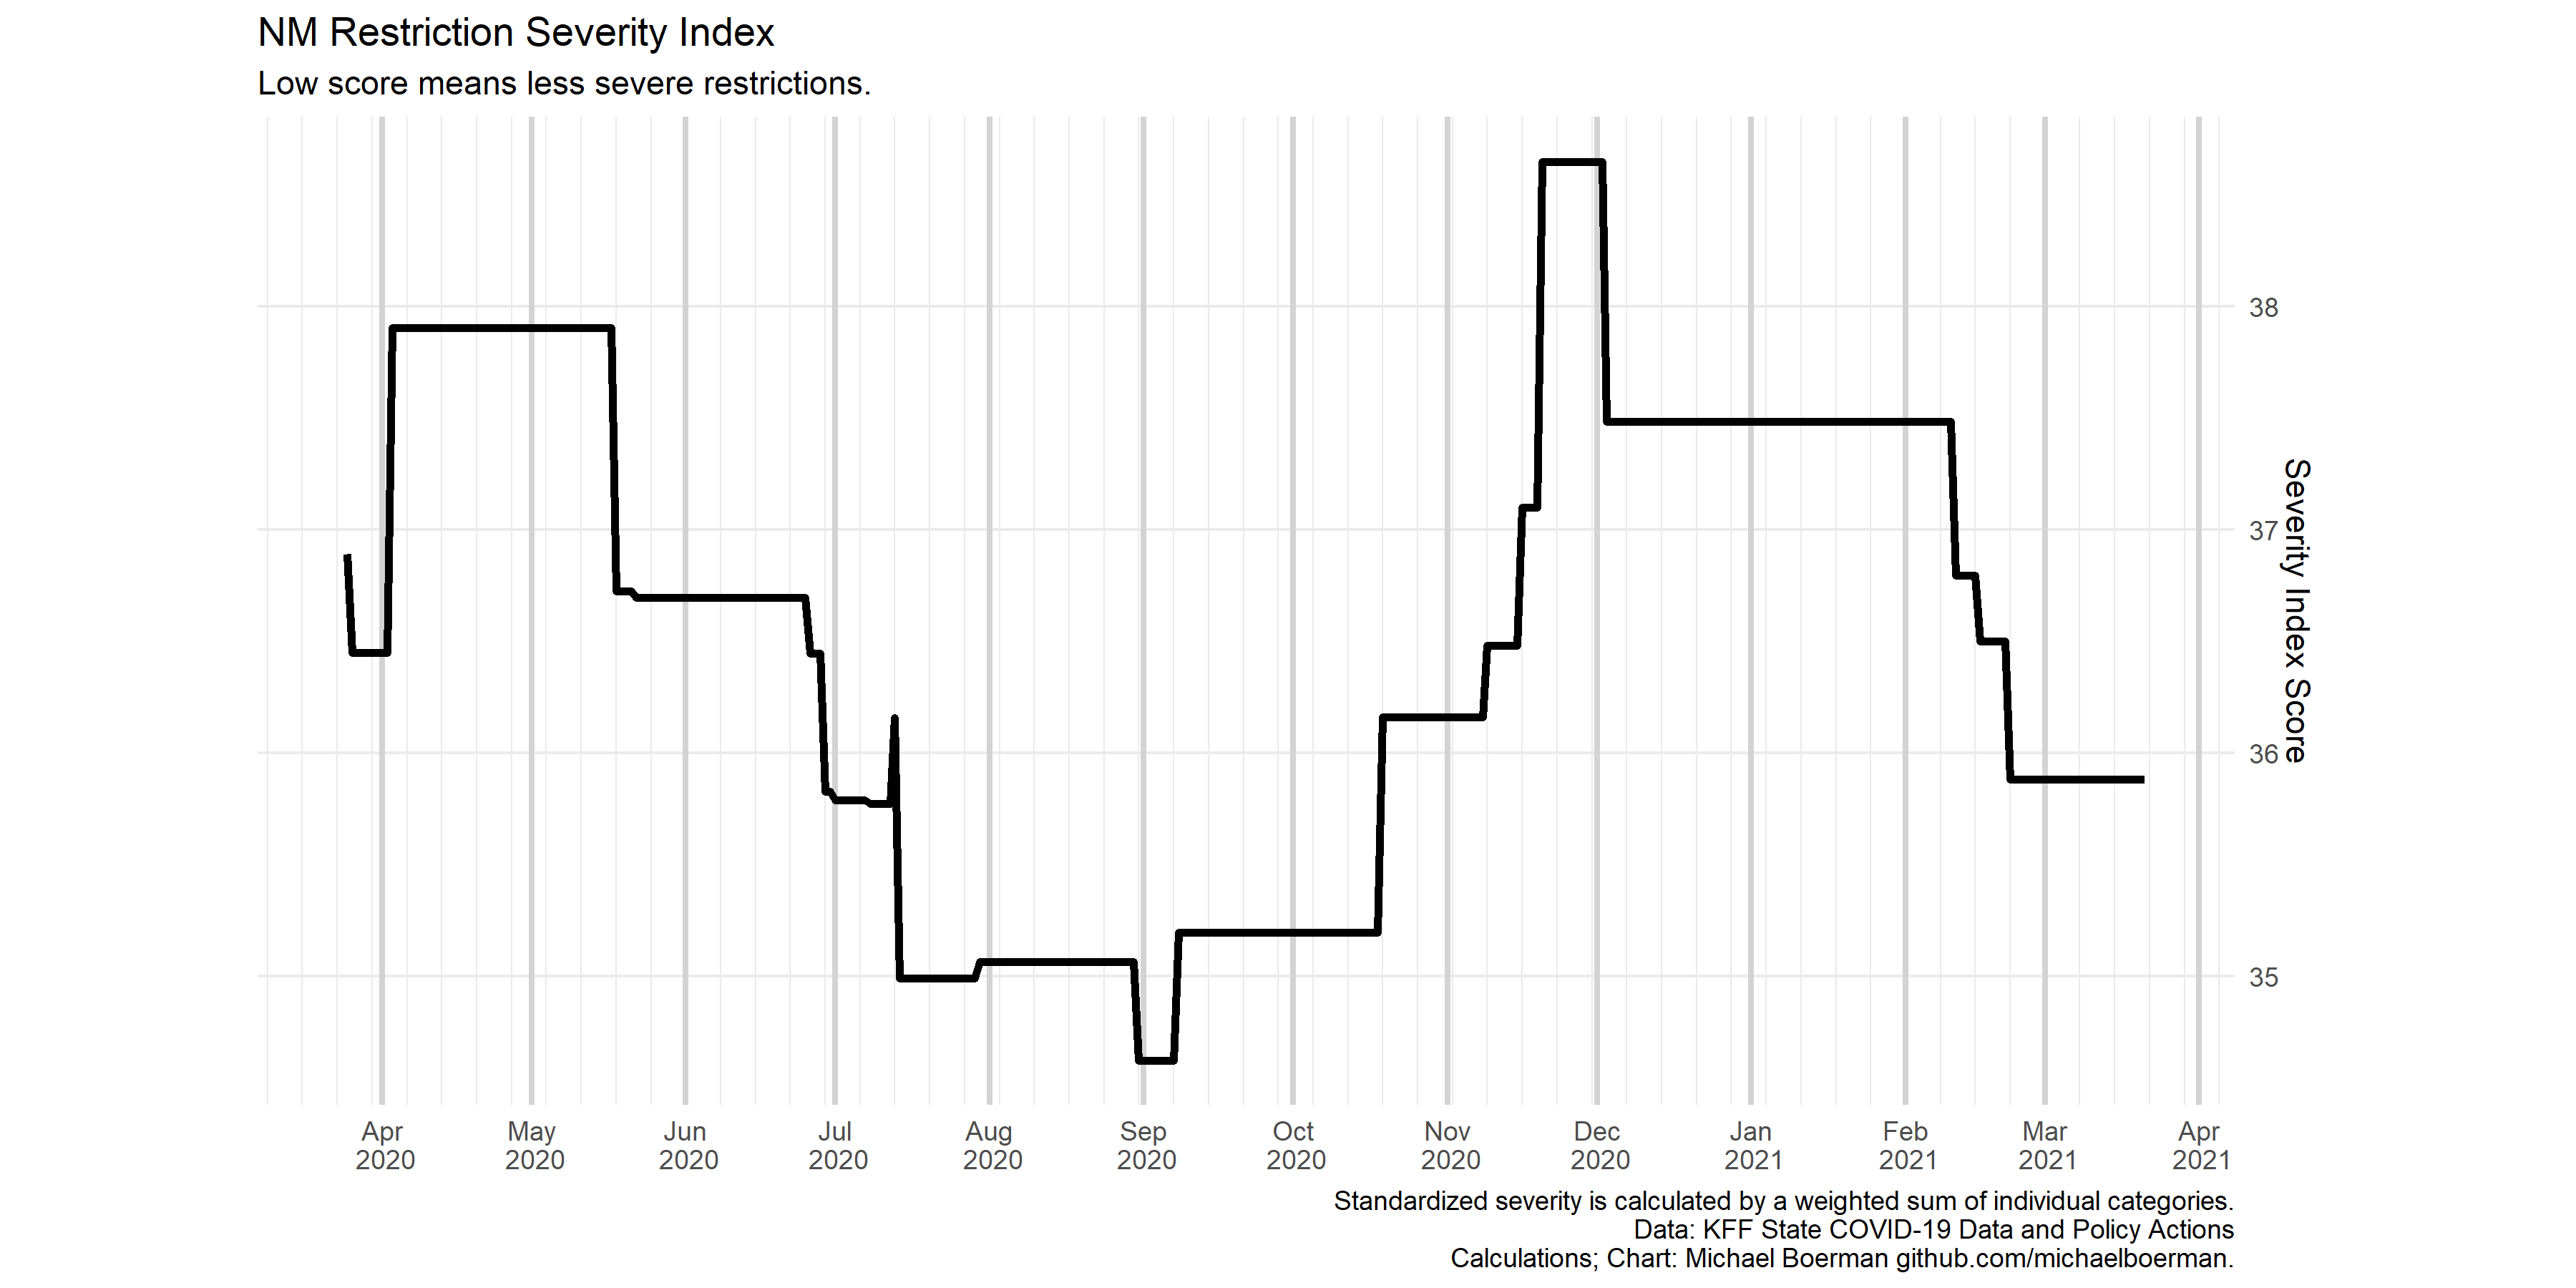 NM Restriction Severity Index
Low score means less severe restrictions.
38
37
36
35
Severity Index Score
Apr May Jun Jul Aug Sep Oct Nov Dec Jan Feb Mar Apr
2020 2020 2020 2020 2020 2020 2020 2020 2020 2021 2021 2021 2021
Standardized severity is calculated by a weighted sum of individual categories.
Data: KFF State COVID-19 Data and Policy Actions
Calculations; Chart: Michael Boerman github.com/michaelboerman.